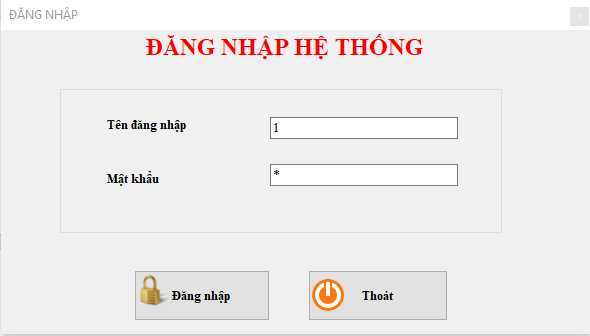 ĐĂNG NHẬP
ĐĂNG NHẬP HỆ THỐNG
Tên đăng nhập 1
Mật khẩu *
Đăng nhập Thoát